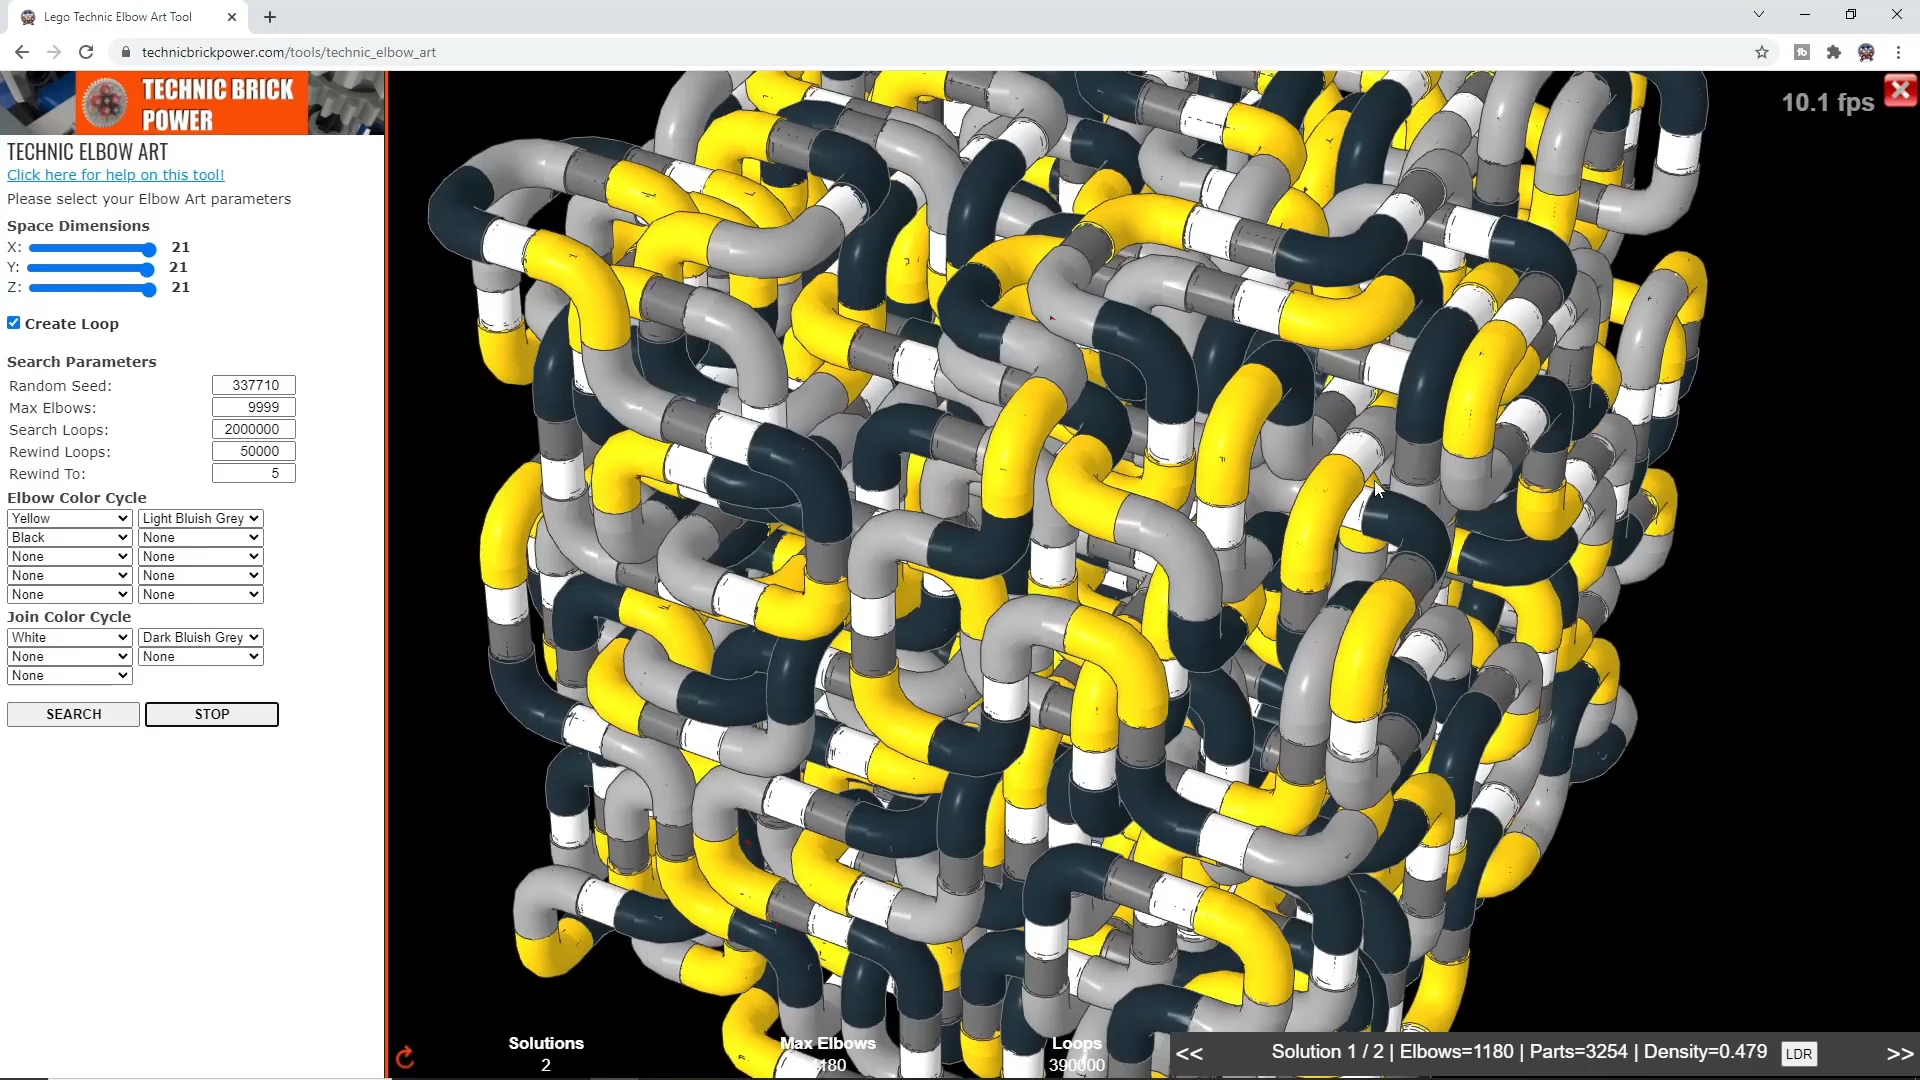 Lego Technic Elbow Art Tool
technicbrickpower.com/tools/technic_elbow_art
TECHNIC BRICK
POWER
TECHNIC ELBOW ART
Click here for help on this tool!
Please select your Elbow Art parameters
Space Dimensions
X: 21
Y: 21
Z: 21
Create Loop
Search Parameters
Random Seed: 337710
Max Elbows: 9999
Search Loops: 2000000
Rewind Loops: 50000
Rewind To: 5
Elbow Color Cycle
Yellow Light Bluish Grey
Black None
None None
None None
None None
Join Color Cycle
White Dark Bluish Grey
None None
None
SEARCH STOP
10.1 fps
Solutions Max Elbows Loops
2 1180 390000
<< Solution 1 / 2 | Elbows=1180 | Parts=3254 | Density=0.479 LDR >>